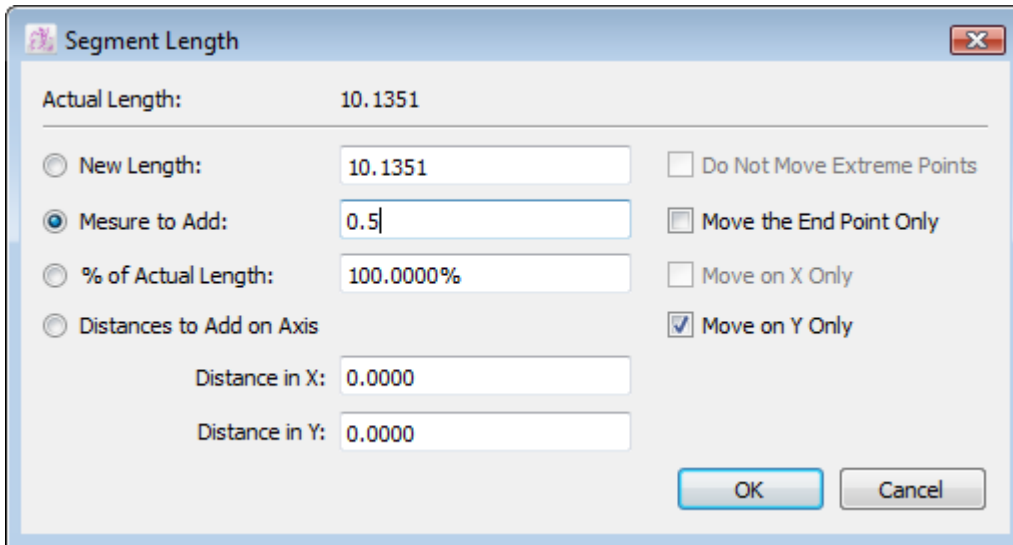 Segment Length
Actual Length: 10.1351
New Length: 10.1351 Do Not Move Extreme Points
Mesure to Add: 0.5 Move the End Point Only
% of Actual Length: 100.0000% Move on X Only
Distances to Add on Axis Move on Y Only
Distance in X: 0.0000
Distance in Y: 0.0000
OK Cancel